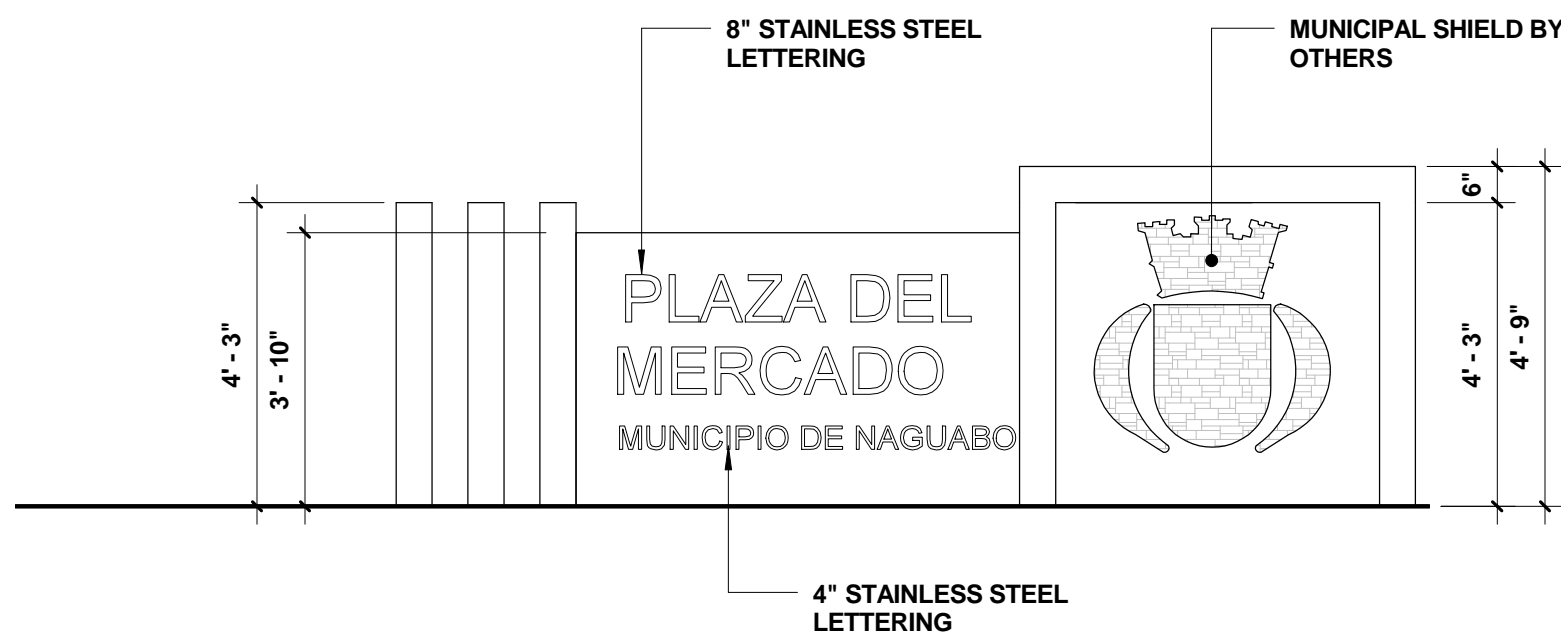 8" STAINLESS STEEL
LETTERING
MUNICIPAL SHIELD BY
OTHERS
4' - 3"
3' - 10"
PLAZA DEL
MERCADO
MUNICIPIO DE NAGUABO
6"
4' - 3"
4' - 9"
4" STAINLESS STEEL
LETTERING